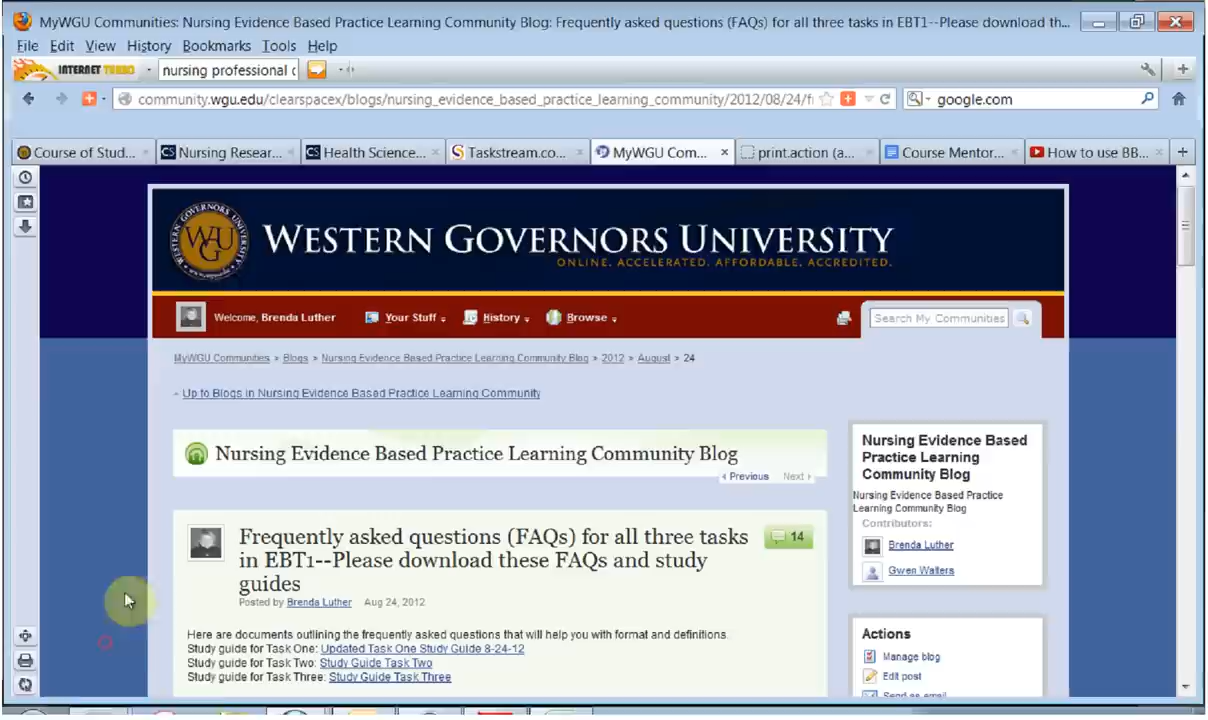 MyWGU Communities: Nursing Evidence Based Practice Learning Community Blog: Frequently asked questions (FAQs) for all three tasks in EBT1--Please download th...
File Edit View History Bookmarks Tools Help
INTERNET TURBO nursing professional
community.wgu.edu/clearspacex/blogs/nursing_evidence_based_practice_learning_community/2012/08/24/f google.com
Course of Stud... CS Nursing Resear... CS Health Science... Taskstream.co... MyWGU Com... × print.action (a... Course Mentor... How to use BB...
WGU
WESTERN GOVERNORS UNIVERSITY
ONLINE. ACCELERATED. AFFORDABLE. ACCREDITED.
Welcome, Brenda Luther Your Stuff History Browse Search My Communities
MyWGU Communities > Blogs > Nursing Evidence Based Practice Learning Community Blog > 2012 > August > 24
Up to Blogs in Nursing Evidence Based Practice Learning Community
Nursing Evidence Based Practice Learning Community Blog
Previous Next
Frequently asked questions (FAQs) for all three tasks
in EBT1--Please download these FAQs and study
guides
14
Posted by Brenda Luther Aug 24, 2012
Here are documents outlining the frequently asked questions that will help you with format and definitions.
Study guide for Task One: Updated Task One Study Guide 8-24-12
Study guide for Task Two: Study Guide Task Two
Study guide for Task Three: Study Guide Task Three
Nursing Evidence Based
Practice Learning
Community Blog
Nursing Evidence Based Practice
Learning Community Blog
Contributors:
Brenda Luther
Gwen Walters
Actions
Manage blog
Edit post
Send as email